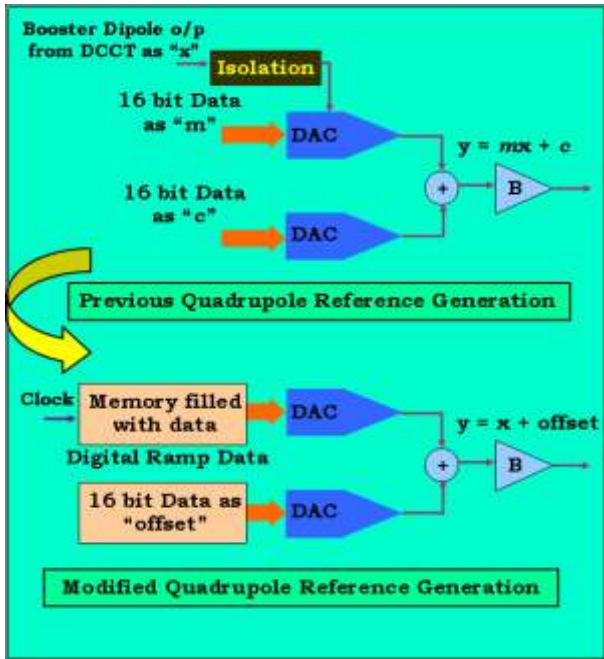 Booster Dipole o/p
from DCCT as "x"
Isolation
16 bit Data
as "m"
DAC
y = mx + c
+
B
16 bit Data
as "c"
DAC
Previous Quadrupole Reference Generation
Clock
Memory filled
with data
DAC
y = x + offset
Digital Ramp Data
+
B
16 bit Data as
"offset"
DAC
Modified Quadrupole Reference Generation